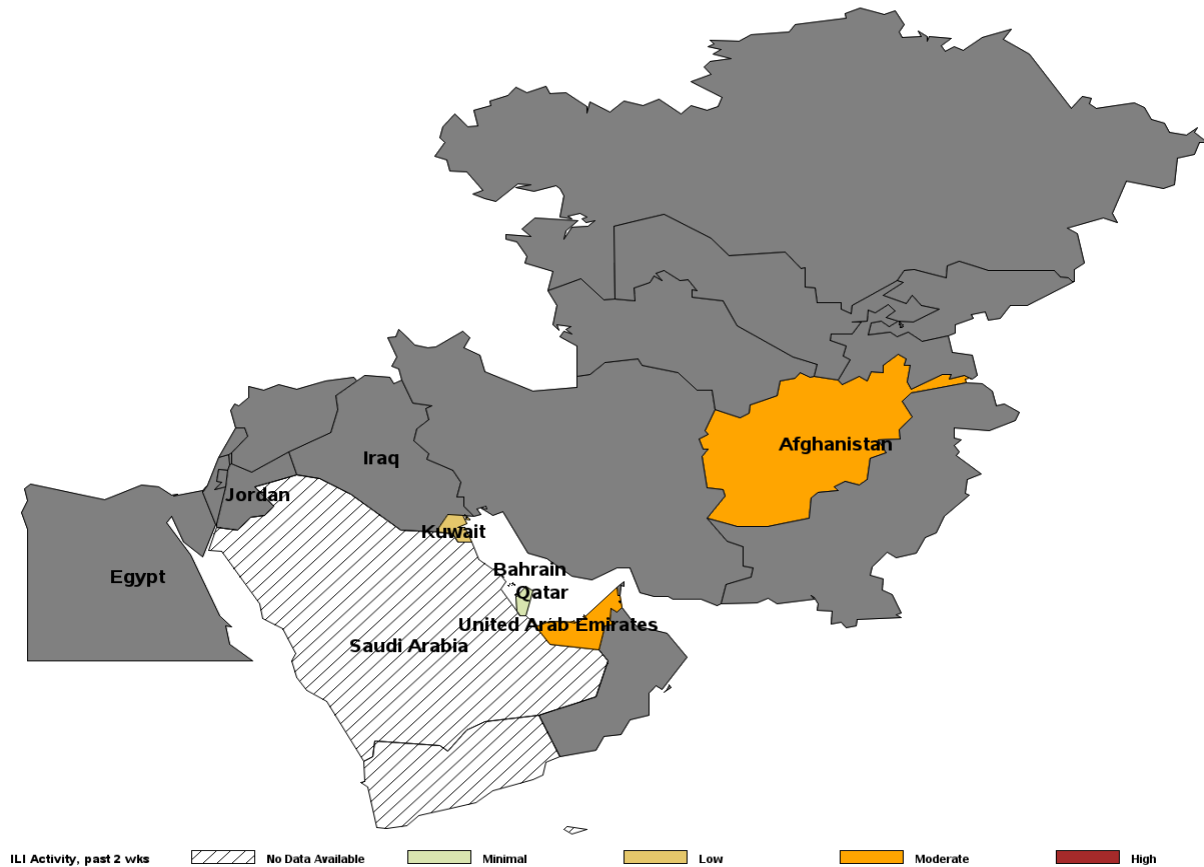 Afghanistan
Iraq
Jordan
Kuwait
Bahrain
Egypt
Qatar
United Arab Emirates
Saudi Arabia
ILI Activity, past 2 wks No Data Available Minimal Low Moderate High